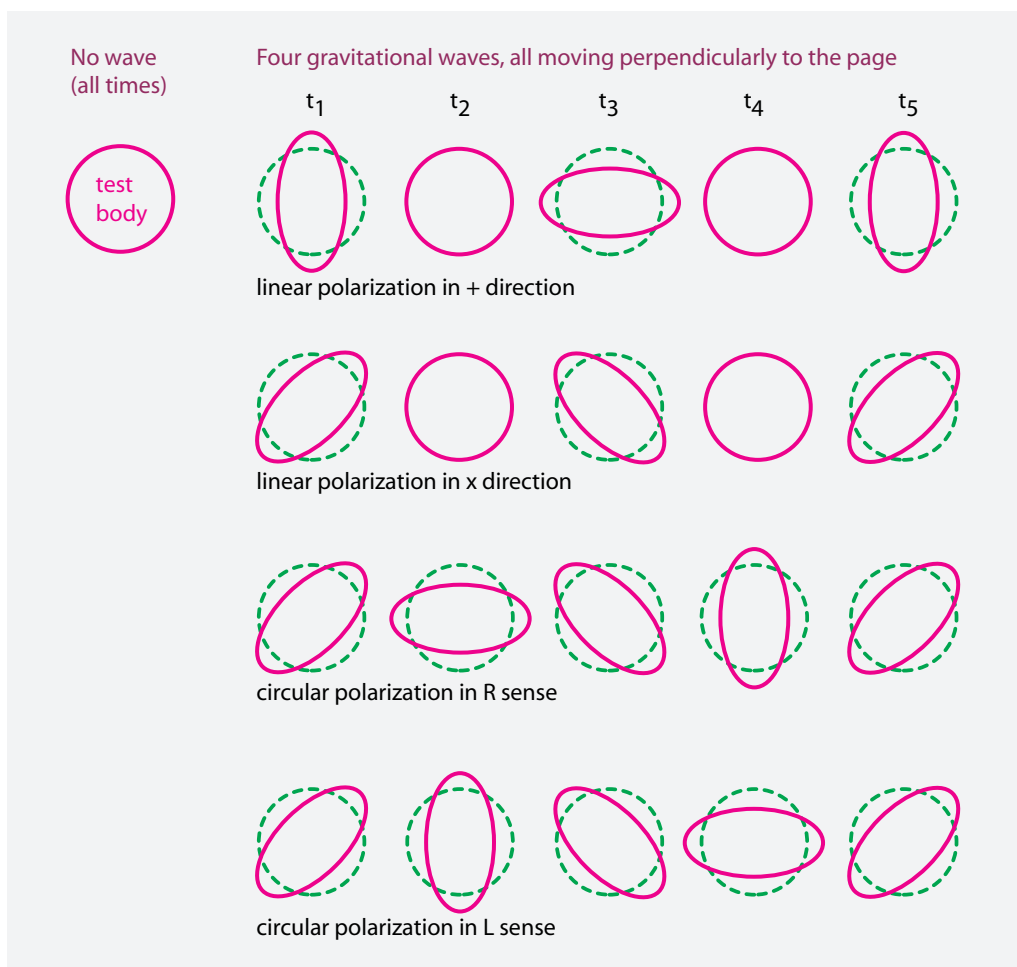 No wave
(all times)
Four gravitational waves, all moving perpendicularly to the page
t1 t2 t3 t4 t5
test
body
linear polarization in + direction
linear polarization in x direction
circular polarization in R sense
circular polarization in L sense